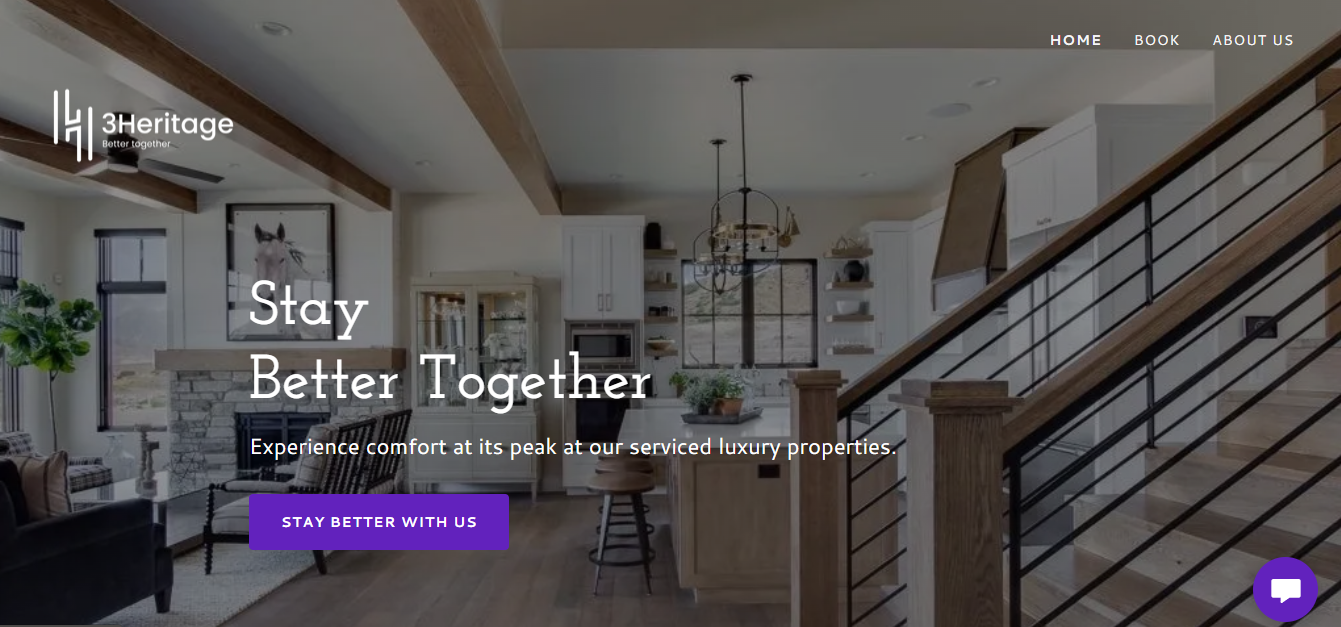 HOME BOOK ABOUT US
3Heritage
Better together
Stay
Better Together
Experience comfort at its peak at our serviced luxury properties.
STAY BETTER WITH US